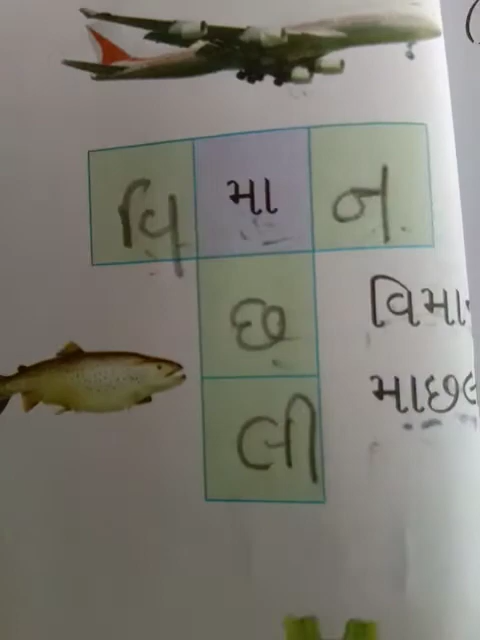 વિ મા ન
છ
લી
વિમા
માછલ